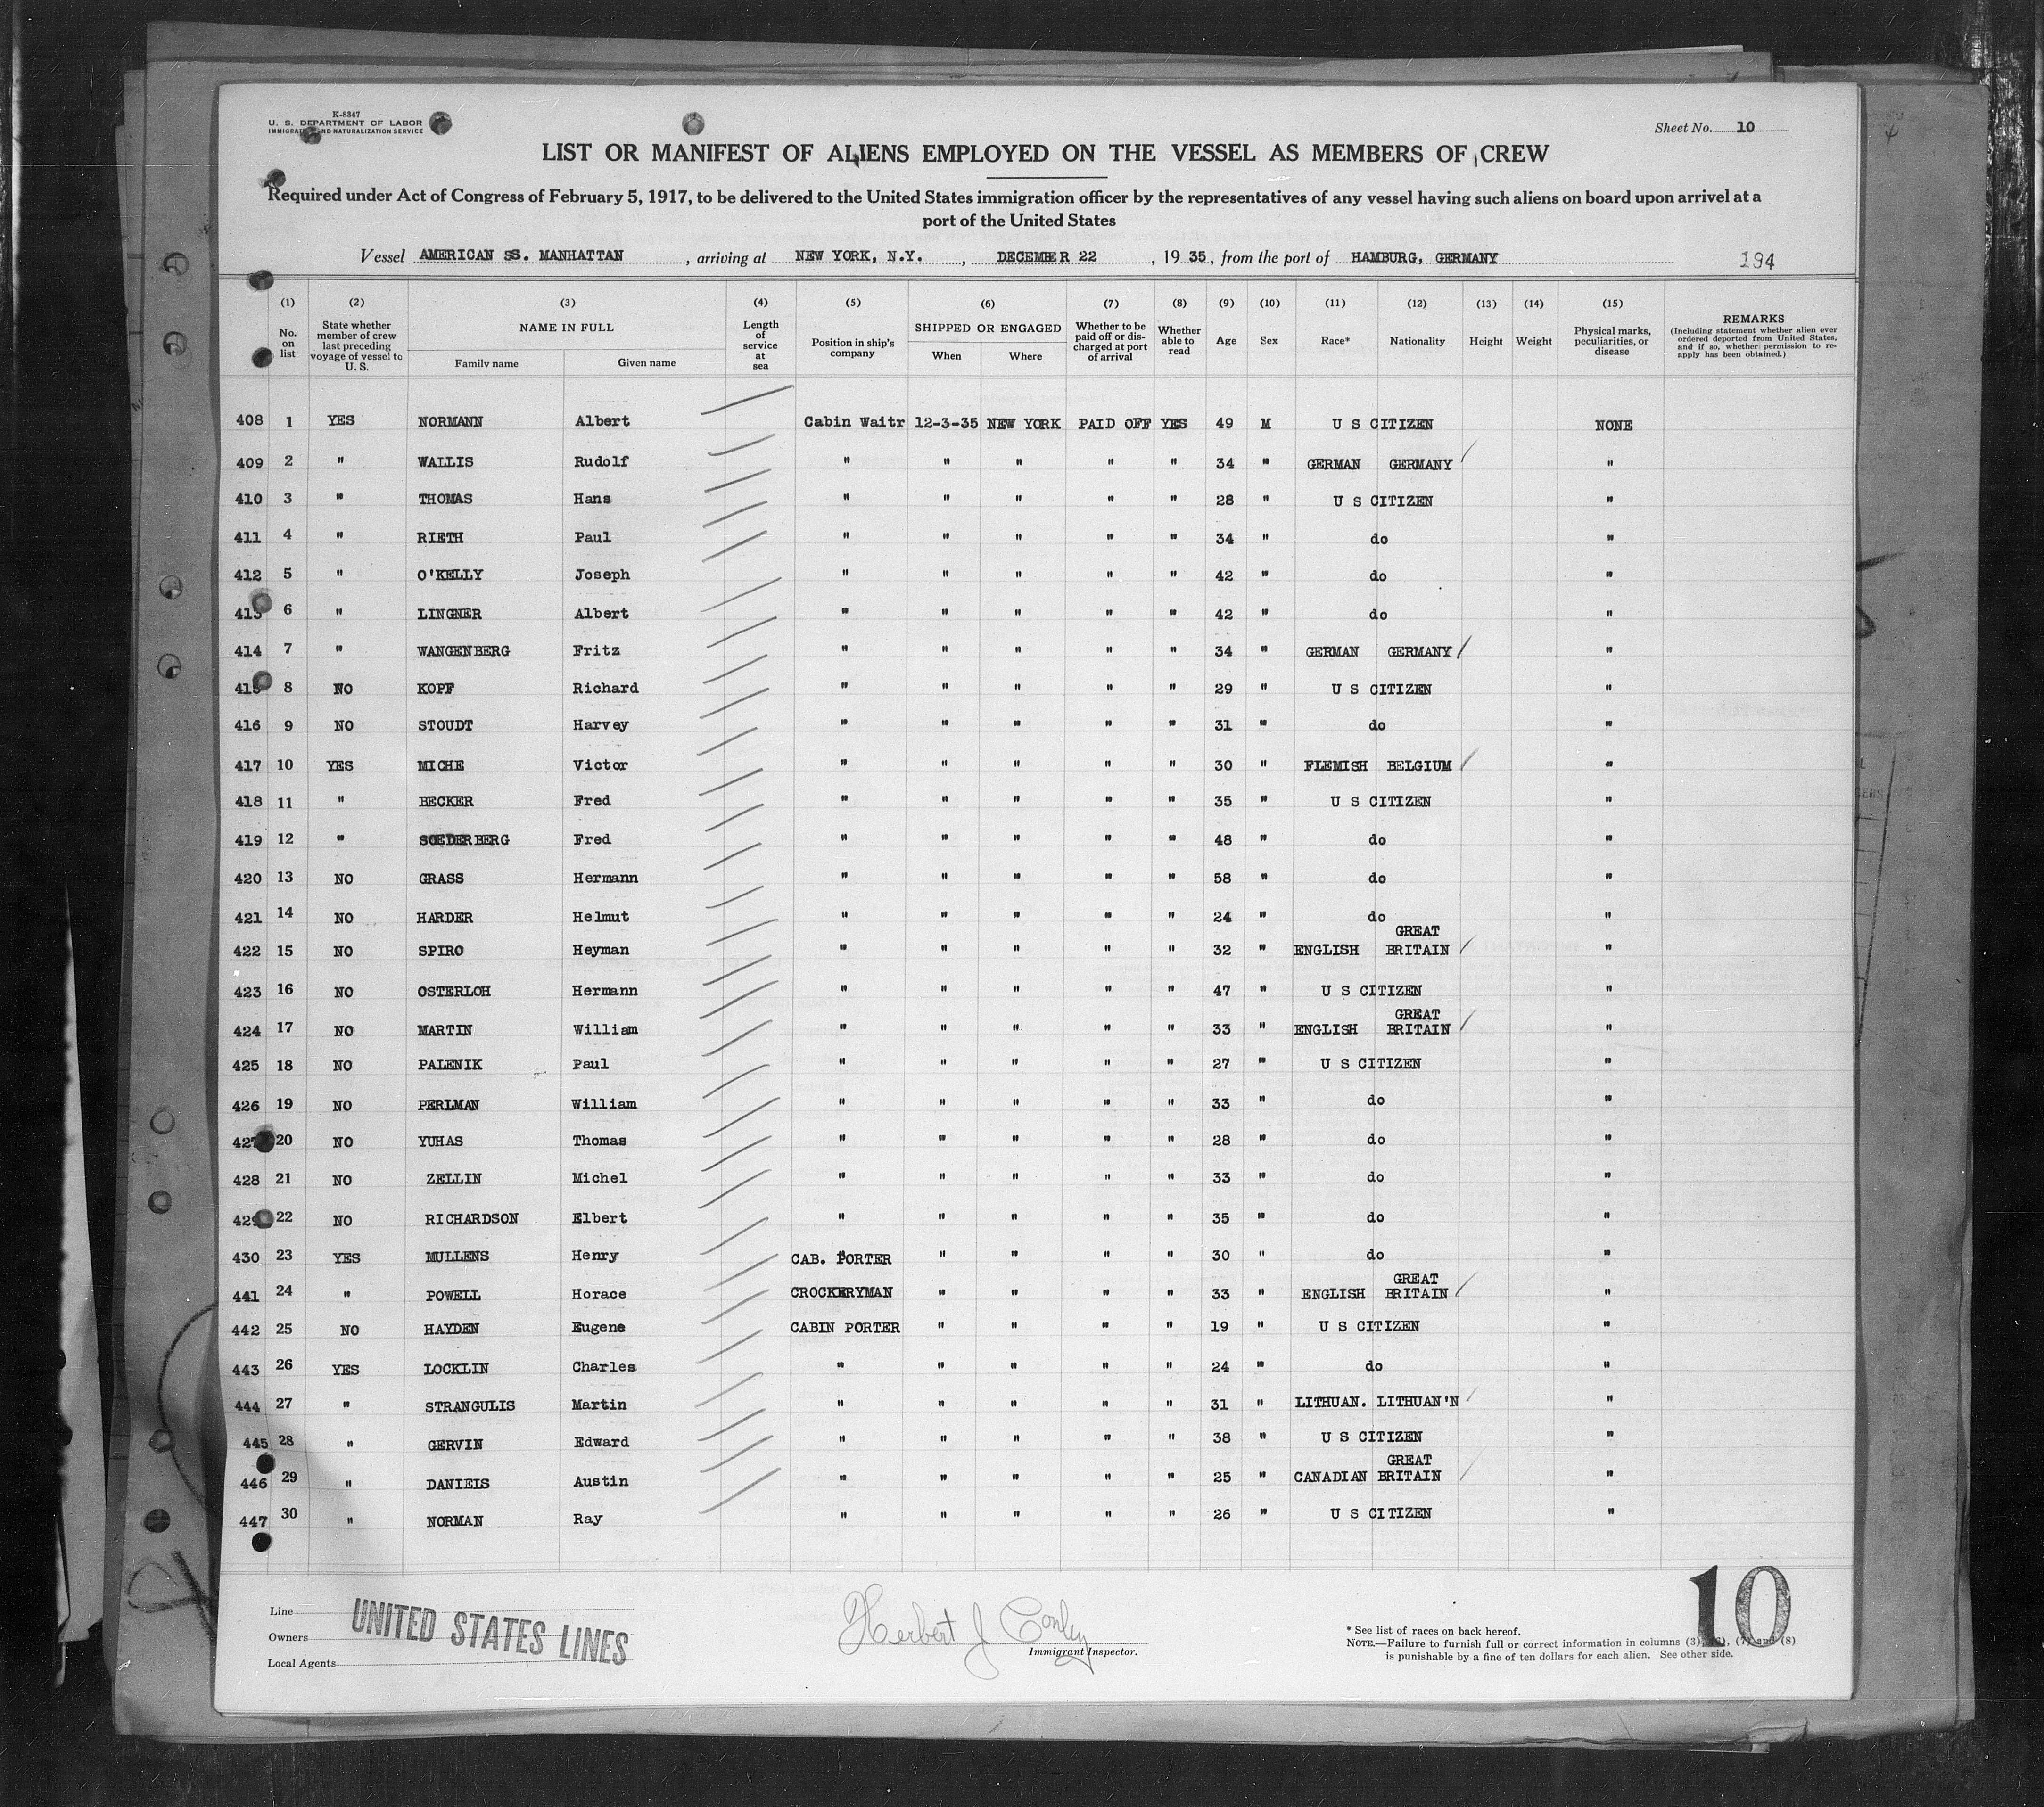 K-8347
U. S. DEPARTMENT OF LABOR
IMMIGRATION AND NATURALIZATION SERVICE
Sheet No. 10
LIST OR MANIFEST OF ALIENS EMPLOYED ON THE VESSEL AS MEMBERS OF CREW
Required under Act of Congress of February 5, 1917, to be delivered to the United States immigration officer by the representatives of any vessel having such aliens on board upon arrival at a
port of the United States
Vessel AMERICAN SS. MANHATTAN, arriving at NEW YORK, N.Y., DECEMBER 22, 1935, from the port of HAMBURG, GERMANY 194
(1) (2) (3) (4) (5) (6) (7) (8) (9) (10) (11) (12) (13) (14) (15)
No. on list State whether member of crew last preceding voyage of vessel to U. S. NAME IN FULL Family name Given name Length of service at sea Position in ship's company SHIPPED OR ENGAGED When Where Whether to be paid off or discharged at port of arrival Whether able to read Age Sex Race* Nationality Height Weight Physical marks, peculiarities, or disease REMARKS (Including statement whether alien ever ordered deported from United States, and if so, whether permission to re-apply has been obtained.)
408 1 YES NORMANN Albert Cabin Waitr 12-3-35 NEW YORK PAID OFF YES 49 M U S CITIZEN NONE
409 2 " WALLIS Rudolf " " " " " 34 " GERMAN GERMANY "
410 3 " THOMAS Hans " " " " " 28 " U S CITIZEN "
411 4 " RIETH Paul " " " " " 34 " do "
412 5 " O'KELLY Joseph " " " " " 42 " do "
413 6 " LINGNER Albert " " " " " 42 " do "
414 7 " WANGENBERG Fritz " " " " " 34 " GERMAN GERMANY "
415 8 NO KOPF Richard " " " " " 29 " U S CITIZEN "
416 9 NO STOUDT Harvey " " " " " 31 " do "
417 10 YES MICHE Victor " " " " " 30 " FLEMISH BELGIUM "
418 11 " BECKER Fred " " " " " 35 " U S CITIZEN "
419 12 " SOEDERBERG Fred " " " " " 48 " do "
420 13 NO GRASS Hermann " " " " " 58 " do "
421 14 NO HARDER Helmut " " " " " 24 " do "
422 15 NO SPIRO Heyman " " " " " 32 " ENGLISH GREAT BRITAIN "
423 16 NO OSTERLOH Hermann " " " " " 47 " U S CITIZEN "
424 17 NO MARTIN William " " " " " 33 " ENGLISH GREAT BRITAIN "
425 18 NO PALENIK Paul " " " " " 27 " U S CITIZEN "
426 19 NO PERLMAN William " " " " " 33 " do "
427 20 NO YUHAS Thomas " " " " " 28 " do "
428 21 NO ZELLIN Michel " " " " " 33 " do "
429 22 NO RICHARDSON Elbert " " " " " 35 " do "
430 23 YES MULLENS Henry CAB. PORTER " " " " 30 " do "
441 24 " POWELL Horace CROCKERYMAN " " " " 33 " ENGLISH GREAT BRITAIN "
442 25 NO HAYDEN Eugene CABIN PORTER " " " " 19 " U S CITIZEN "
443 26 YES LOCKLIN Charles " " " " " 24 " do "
444 27 " STRANGULIS Martin " " " " " 31 " LITHUAN. LITHUAN'N "
445 28 " GERVIN Edward " " " " " 38 " U S CITIZEN "
446 29 " DANIELS Austin " " " " " 25 " CANADIAN GREAT BRITAIN "
447 30 " NORMAN Ray " " " " " 26 " U S CITIZEN "
Line
Owners
Local Agents
UNITED STATES LINES
Herbert J Conley
Immigrant Inspector.
10
* See list of races on back hereof.
NOTE.—Failure to furnish full or correct information in columns (3), (7) and (8)
is punishable by a fine of ten dollars for each alien. See other side.